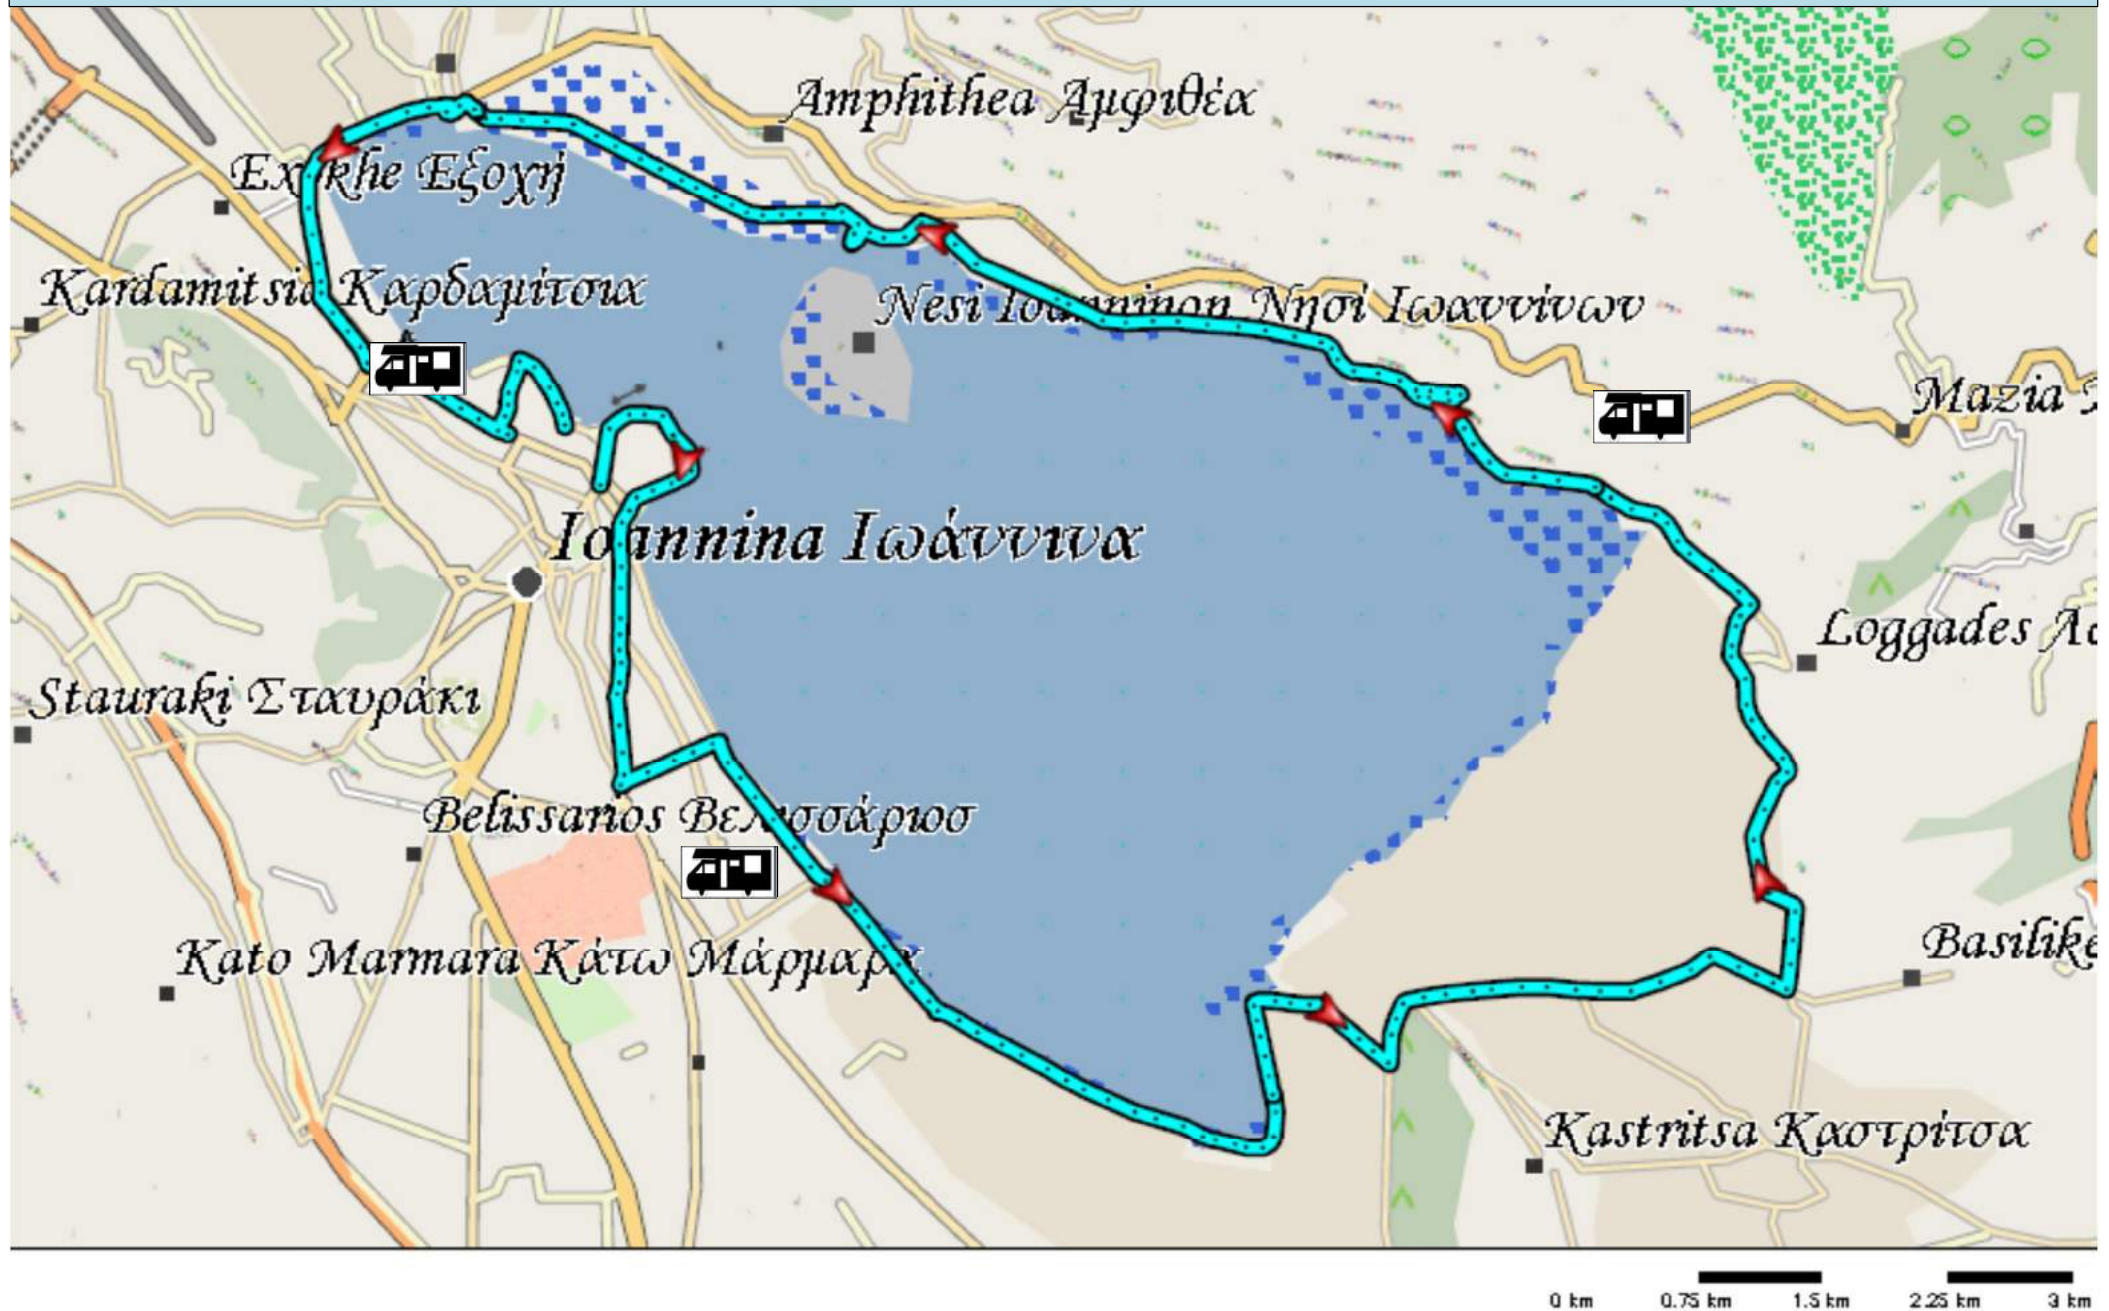 Amphithea Αμφιθέα
Εξοχή
Kardamitsia Καρδαμίτσια
Nesi Ioanninon Νησί Ιωαννίνων
Mazia
Ioannina Ιωάννινα
Loggades
Stauraki Σταυράκι
Belissarios Βελισσάριοσ
Basilike
Kato Marmara Κάτω Μάρμαρα
Kastritsa Καστρίτσα
0 km 0.75 km 1.5 km 2.25 km 3 km